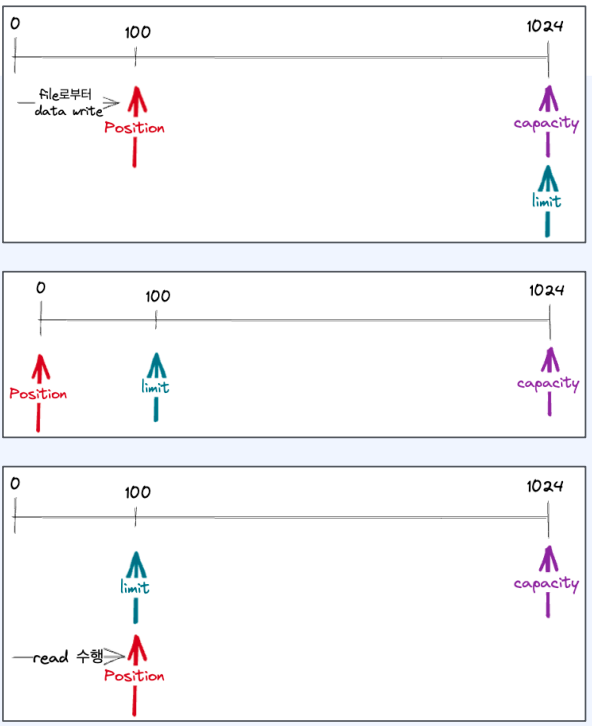 0 100 1024
file로부터
data write
Position
capacity
limit
0 100 1024
Position limit capacity
0 100 1024
limit capacity
read 수행
Position